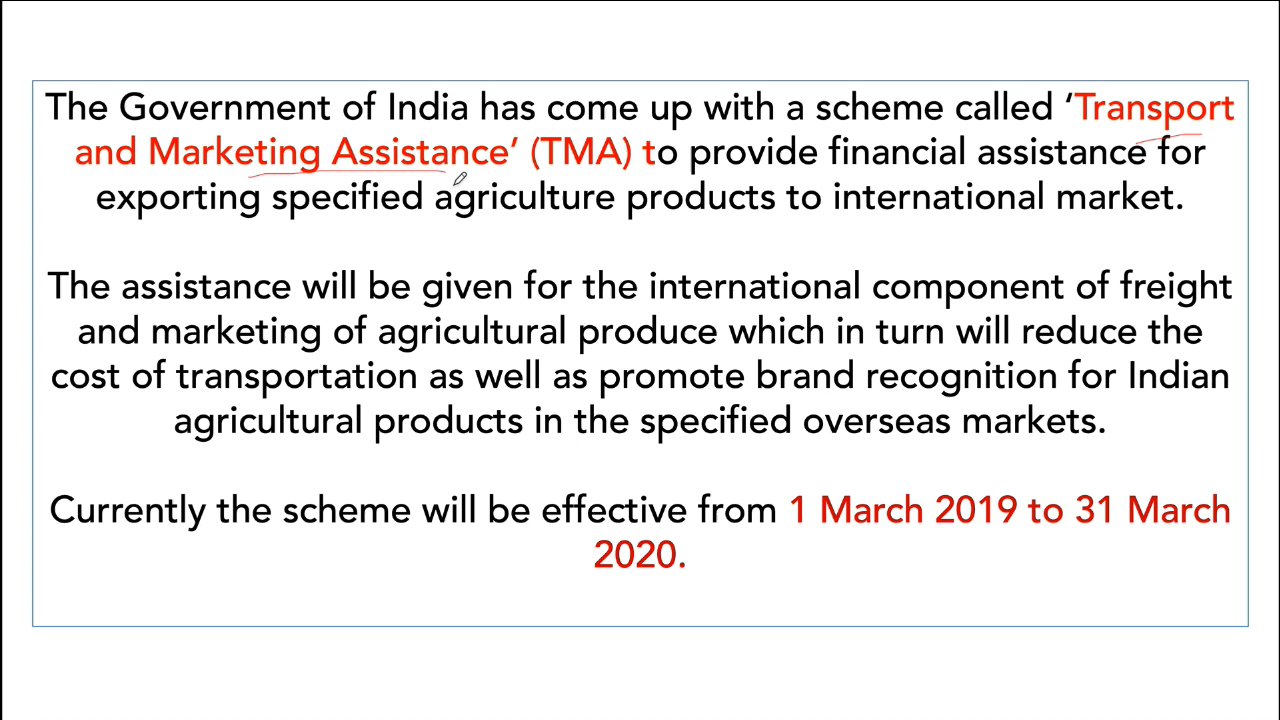 The Government of India has come up with a scheme called ‘Transport
and Marketing Assistance’ (TMA) to provide financial assistance for
exporting specified agriculture products to international market.
The assistance will be given for the international component of freight
and marketing of agricultural produce which in turn will reduce the
cost of transportation as well as promote brand recognition for Indian
agricultural products in the specified overseas markets.
Currently the scheme will be effective from 1 March 2019 to 31 March
2020.